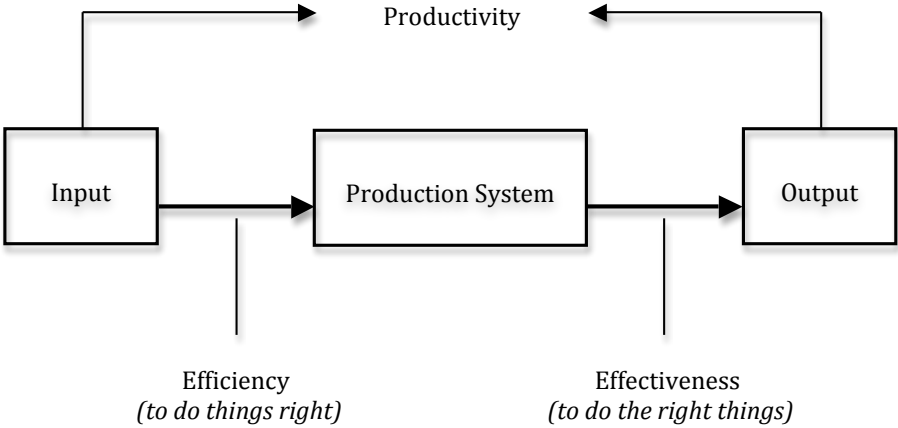 Productivity
Input
Production System
Output
Efficiency
(to do things right)
Effectiveness
(to do the right things)